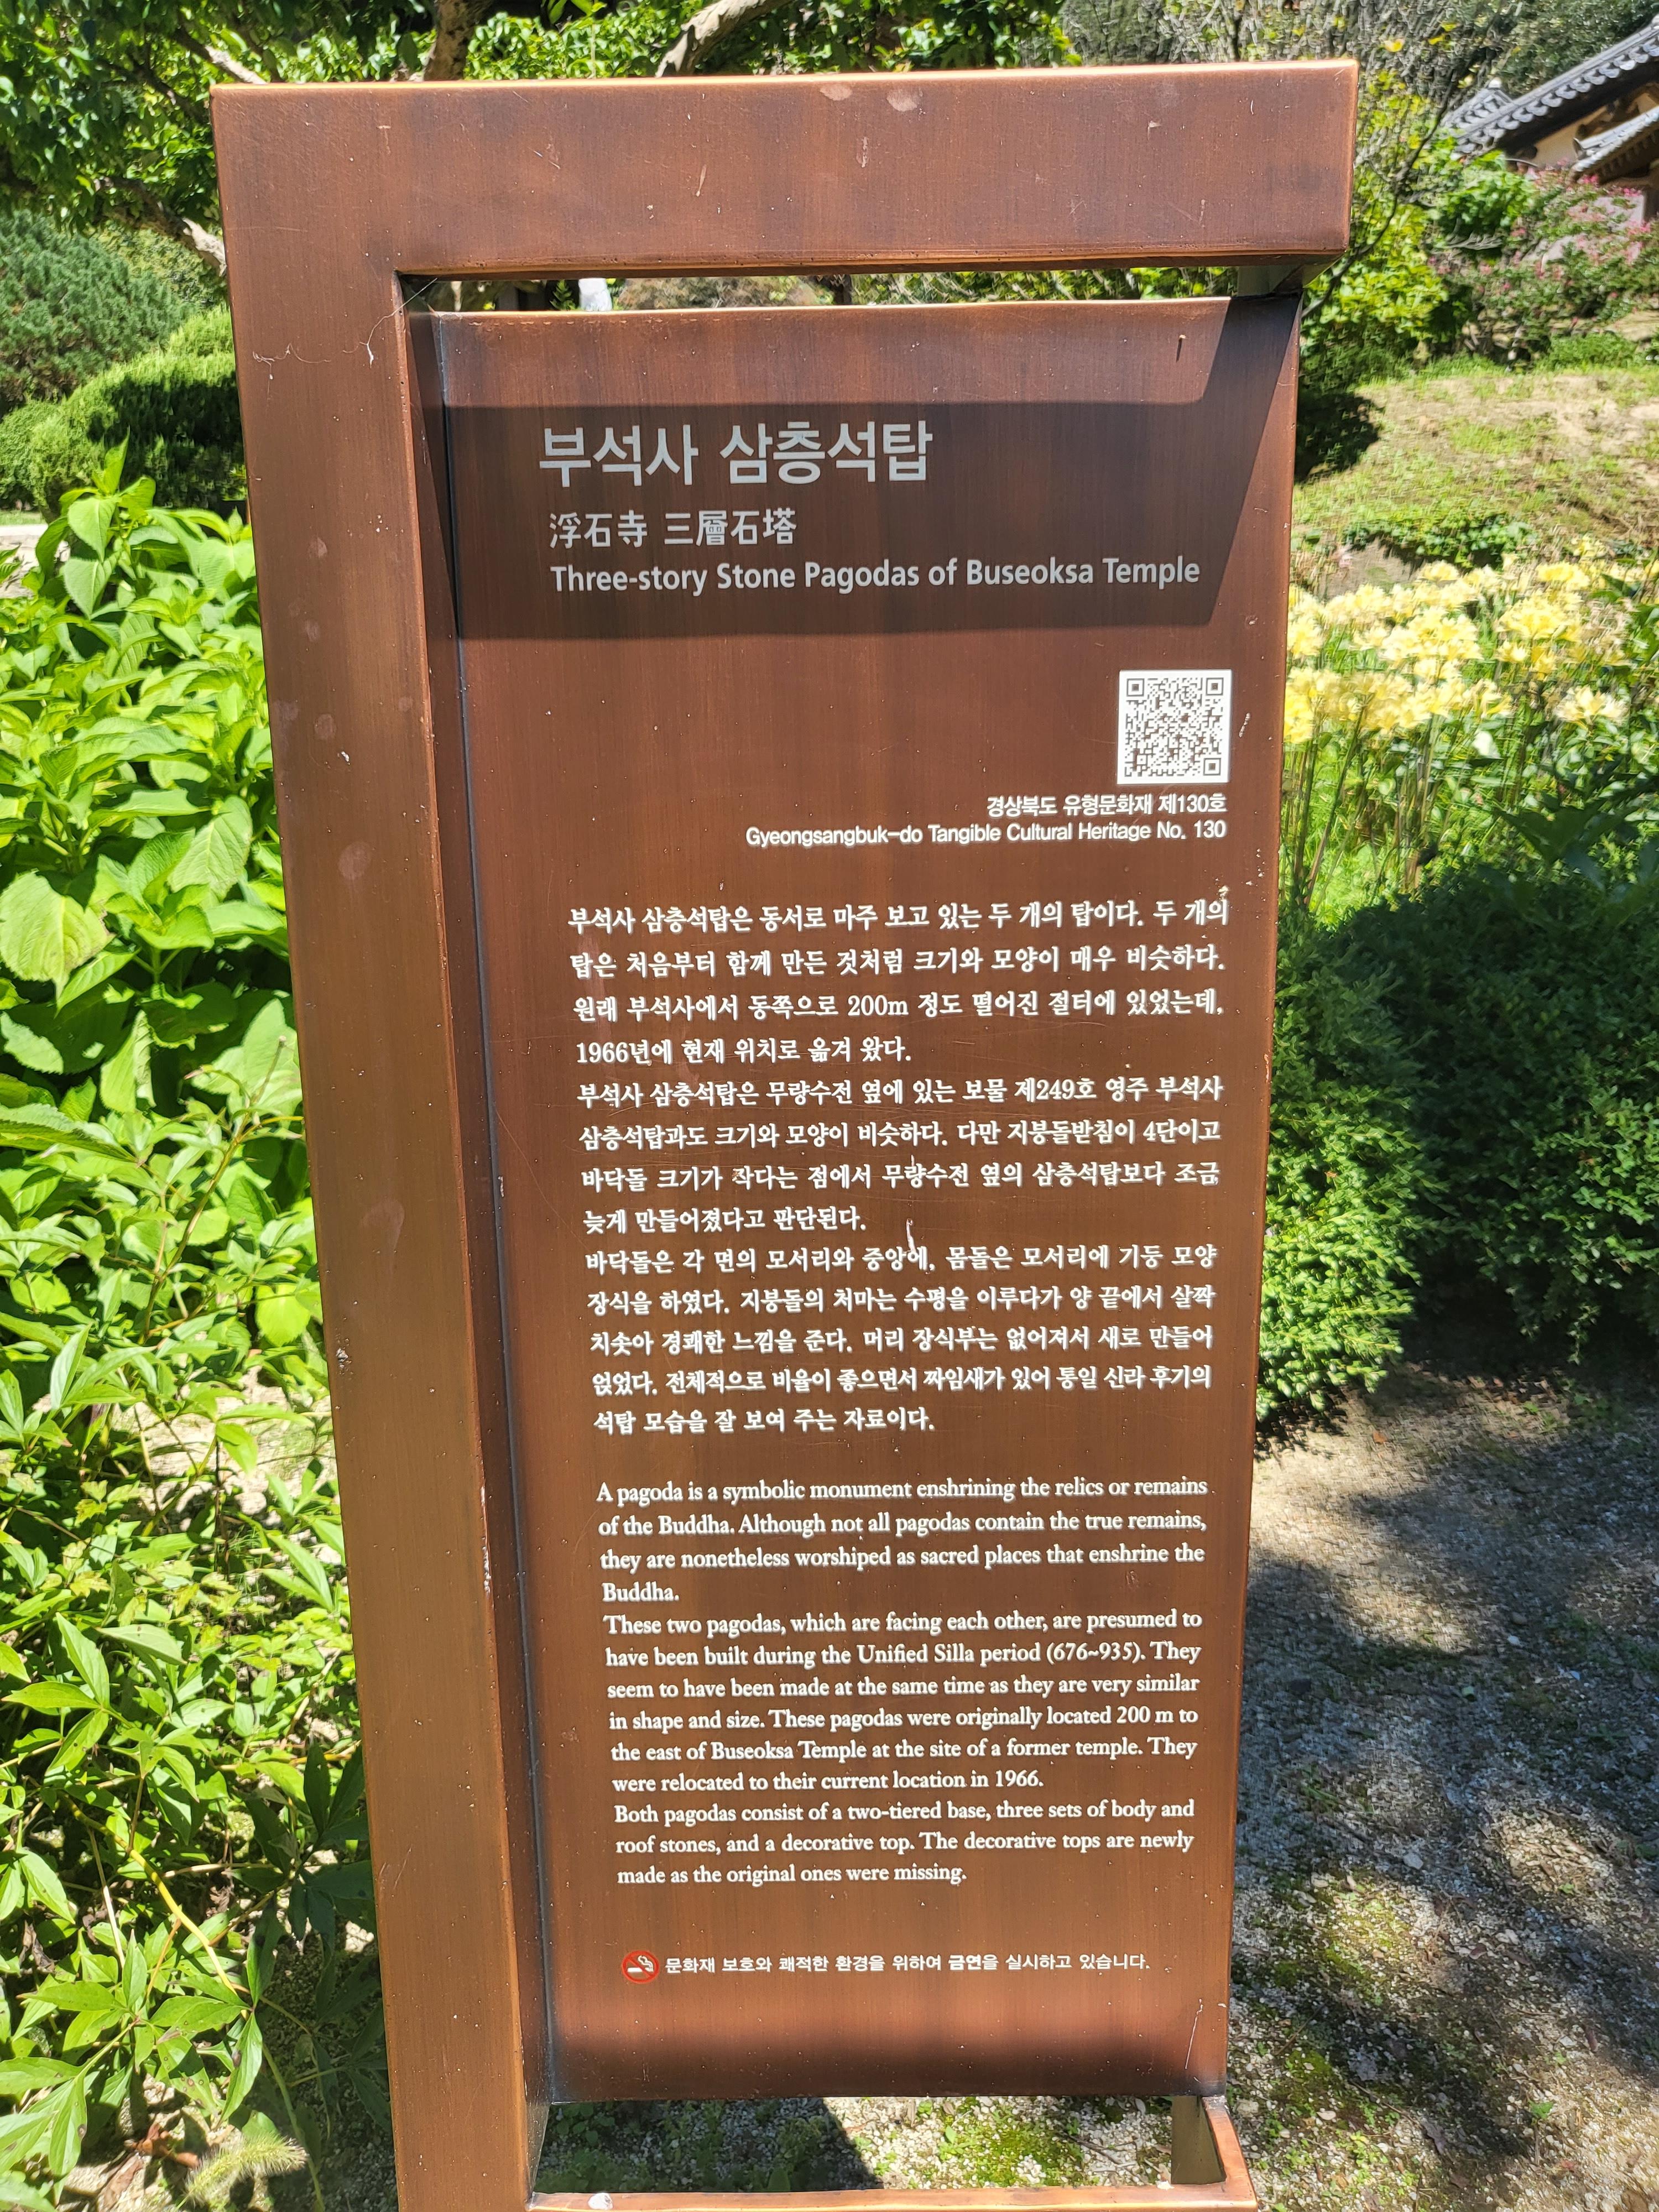 부석사 삼층석탑
浮石寺 三層石塔
Three-story Stone Pagodas of Buseoksa Temple
경상북도 유형문화재 제130호
Gyeongsangbuk-do Tangible Cultural Heritage No. 130
부석사 삼층석탑은 동서로 마주 보고 있는 두 개의 탑이다. 두 개의
탑은 처음부터 함께 만든 것처럼 크기와 모양이 매우 비슷하다.
원래 부석사에서 동쪽으로 200m 정도 떨어진 절터에 있었는데,
1966년에 현재 위치로 옮겨 왔다.
부석사 삼층석탑은 무량수전 옆에 있는 보물 제249호 영주 부석사
삼층석탑과도 크기와 모양이 비슷하다. 다만 지붕돌받침이 4단이고
바닥돌 크기가 작다는 점에서 무량수전 옆의 삼층석탑보다 조금
늦게 만들어졌다고 판단된다.
바닥돌은 각 면의 모서리와 중앙에, 몸돌은 모서리에 기둥 모양
장식을 하였다. 지붕돌의 처마는 수평을 이루다가 양 끝에서 살짝
치솟아 경쾌한 느낌을 준다. 머리 장식부는 없어져서 새로 만들어
얹었다. 전체적으로 비율이 좋으면서 짜임새가 있어 통일 신라 후기의
석탑 모습을 잘 보여 주는 자료이다.
A pagoda is a symbolic monument enshrining the relics or remains
of the Buddha. Although not all pagodas contain the true remains,
they are nonetheless worshiped as sacred places that enshrine the
Buddha.
These two pagodas, which are facing each other, are presumed to
have been built during the Unified Silla period (676~935). They
seem to have been made at the same time as they are very similar
in shape and size. These pagodas were originally located 200 m to
the east of Buseoksa Temple at the site of a former temple. They
were relocated to their current location in 1966.
Both pagodas consist of a two-tiered base, three sets of body and
roof stones, and a decorative top. The decorative tops are newly
made as the original ones were missing.
문화재 보호와 쾌적한 환경을 위하여 금연을 실시하고 있습니다.